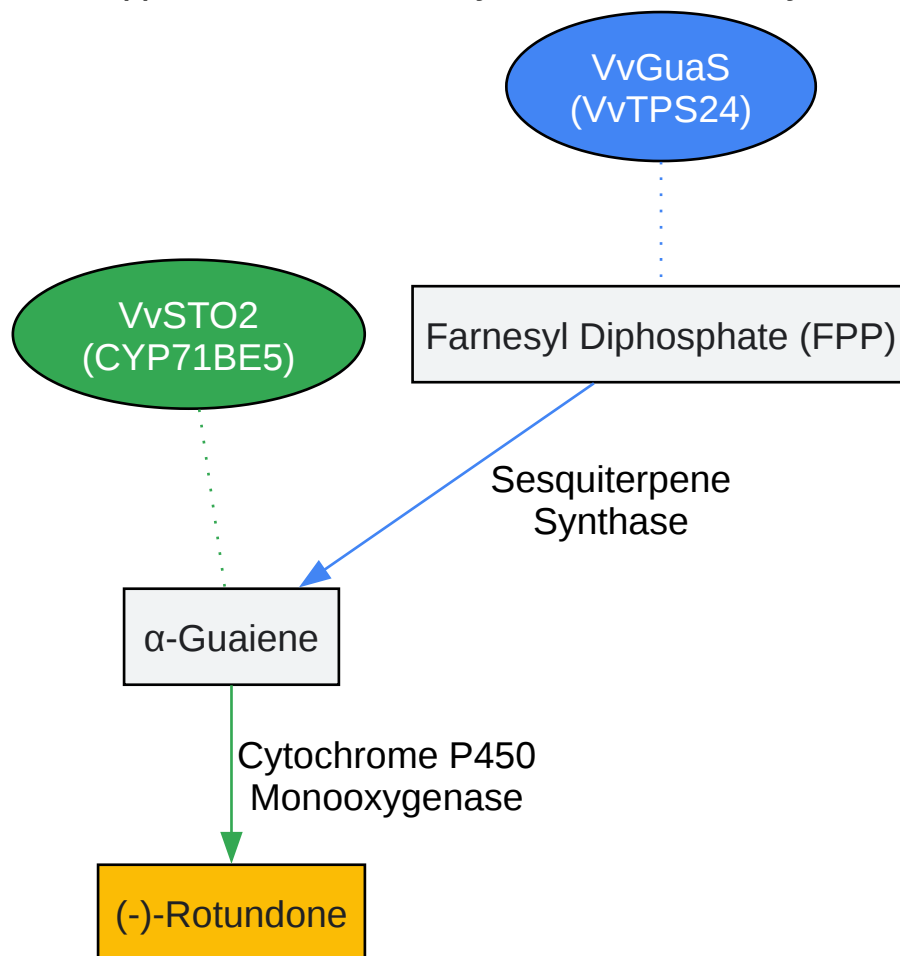 VvGuaS
(VvTPS24)
VvSTO2
(CYP71BE5)
Farnesyl Diphosphate (FPP)
Sesquiterpene
Synthase
α-Guaiene
Cytochrome P450
Monooxygenase
(-)-Rotundone